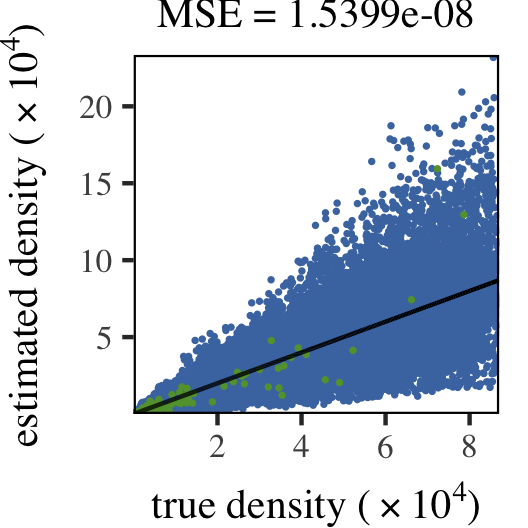 MSE = 1.5399e-08
estimated density ( × 10⁴)
20
15
10
5
2 4 6 8
true density ( × 10⁴)